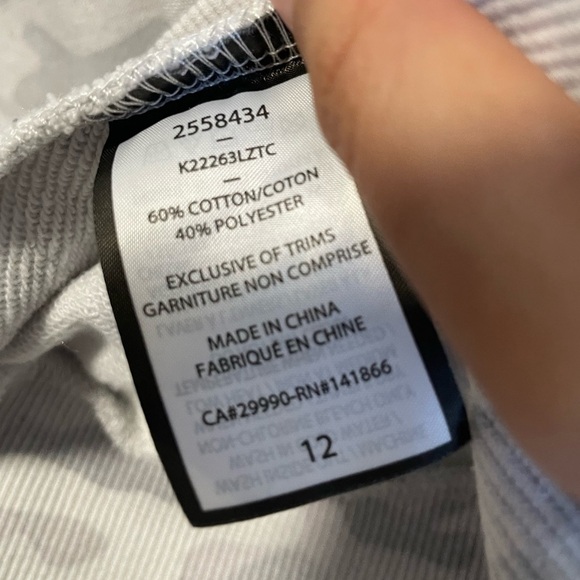 2558434
—
K22263LZTC
—
60% COTTON/COTON
40% POLYESTER
EXCLUSIVE OF TRIMS
GARNITURE NON COMPRISE
MADE IN CHINA
FABRIQUÉ EN CHINE
CA#29990-RN#141866
12